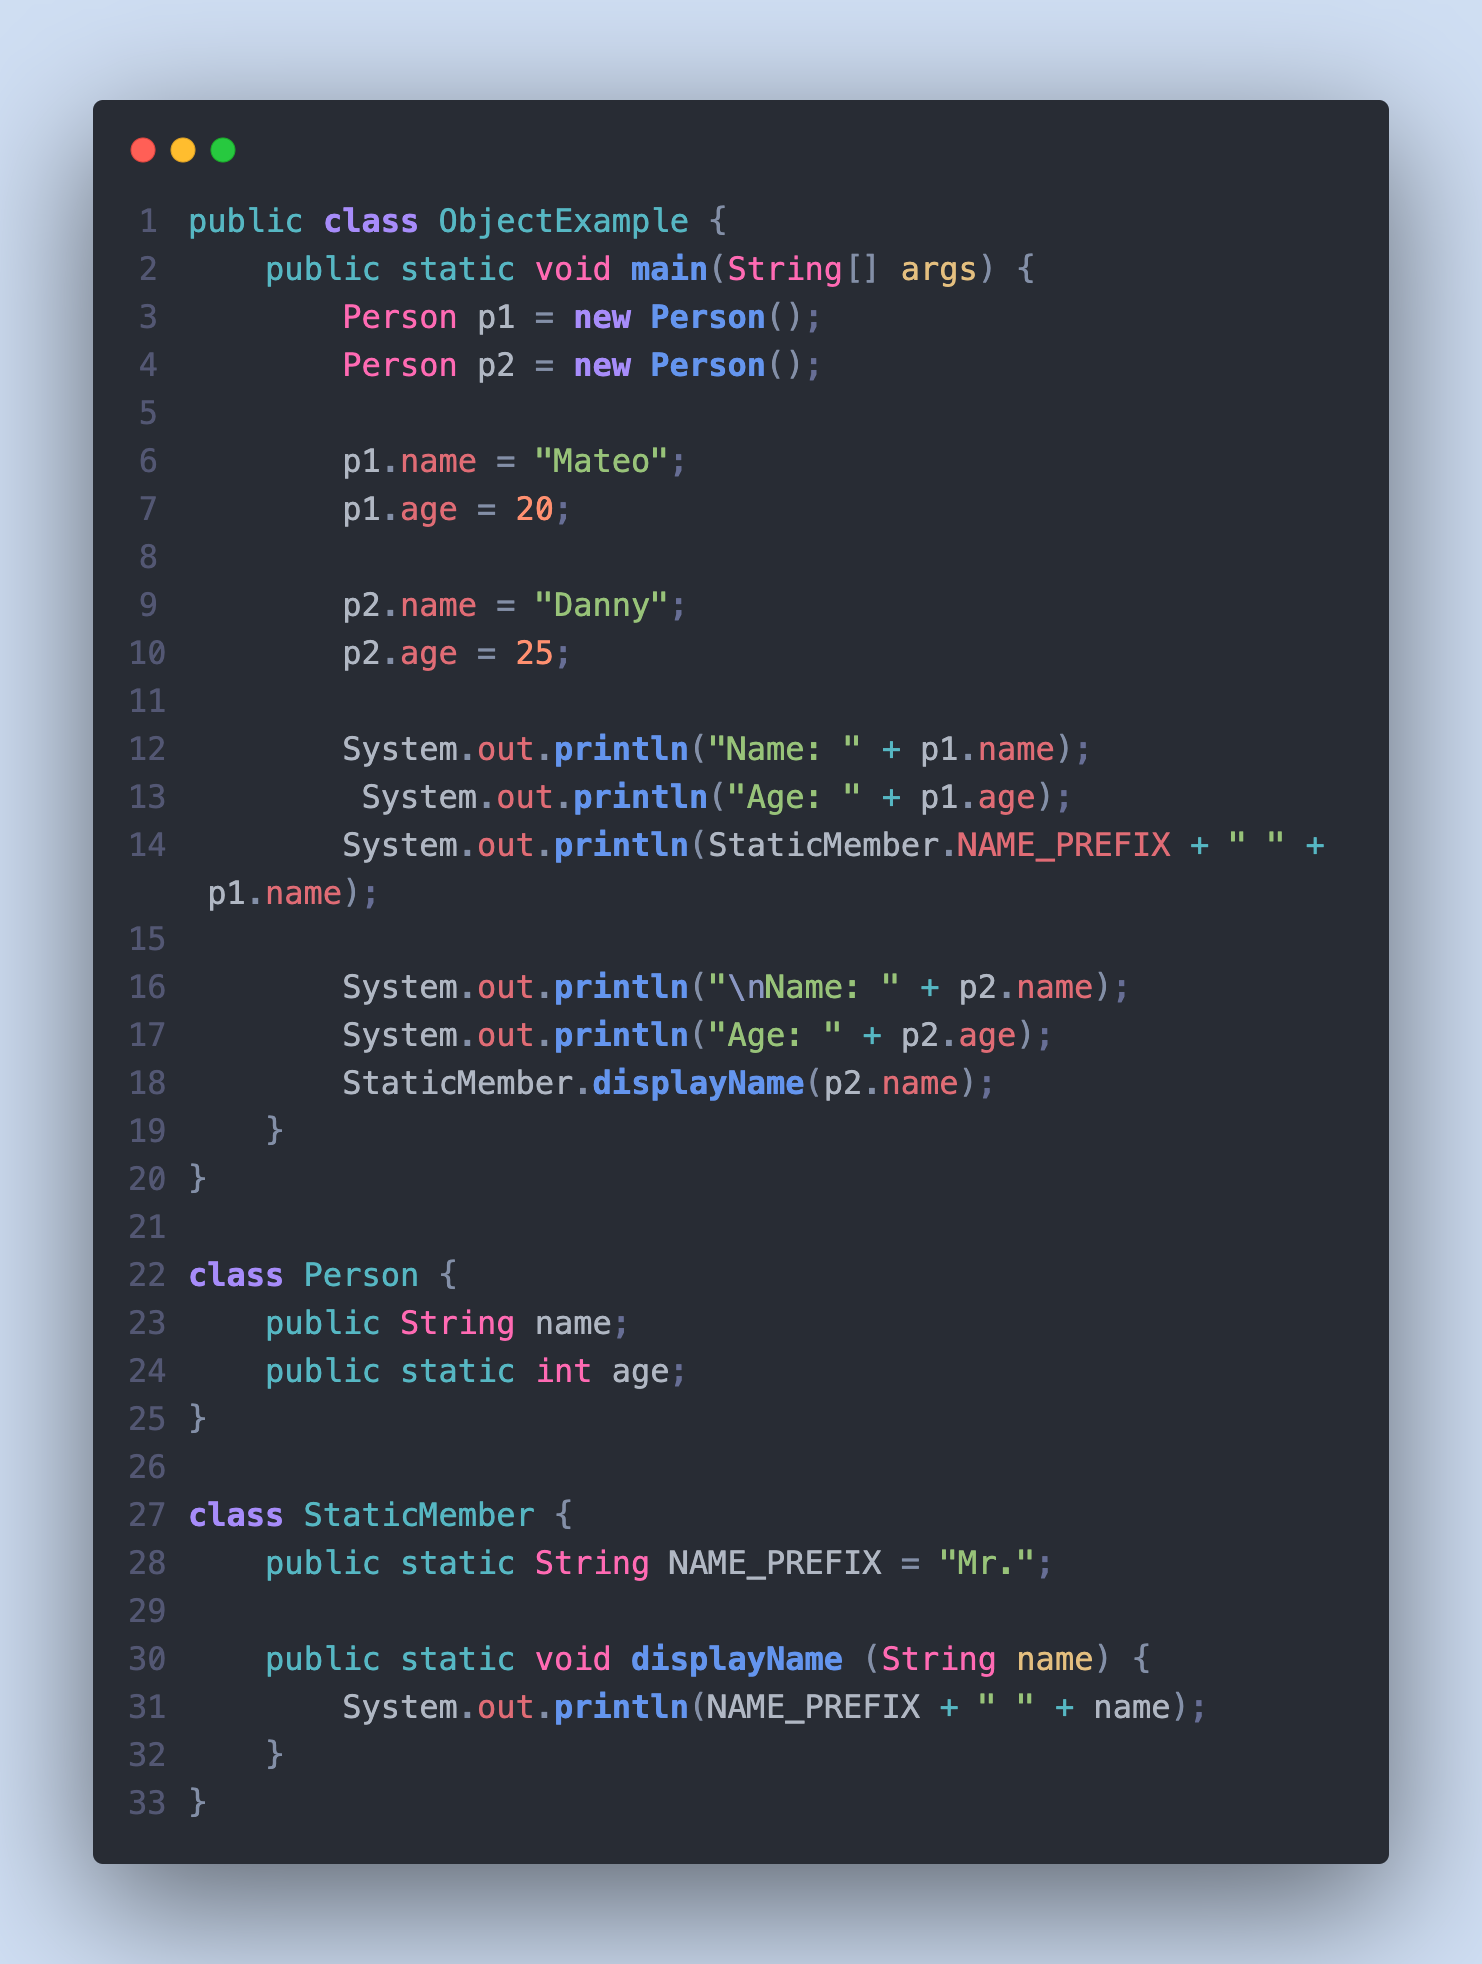 1 public class ObjectExample {
2     public static void main(String[] args) {
3         Person p1 = new Person();
4         Person p2 = new Person();
5
6         p1.name = "Mateo";
7         p1.age = 20;
8
9         p2.name = "Danny";
10         p2.age = 25;
11
12         System.out.println("Name: " + p1.name);
13          System.out.println("Age: " + p1.age);
14         System.out.println(StaticMember.NAME_PREFIX + " " +
p1.name);
15
16         System.out.println("\nName: " + p2.name);
17         System.out.println("Age: " + p2.age);
18         StaticMember.displayName(p2.name);
19     }
20 }
21
22 class Person {
23     public String name;
24     public static int age;
25 }
26
27 class StaticMember {
28     public static String NAME_PREFIX = "Mr.";
29
30     public static void displayName (String name) {
31         System.out.println(NAME_PREFIX + " " + name);
32     }
33 }